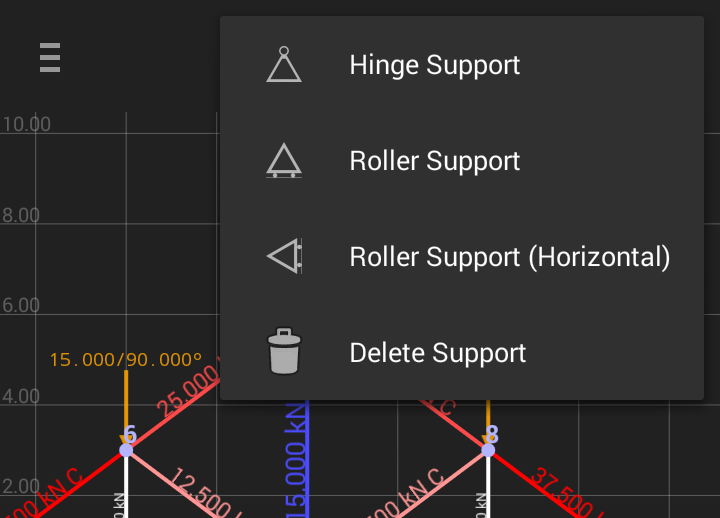 Hinge Support
10.00
Roller Support
8.00
Roller Support (Horizontal)
6.00
Delete Support
15.000/90.000°
25.000
4.00
C
6
8
15.000 kN
2.00
kN C
12.500
kN C
37.500
kN
kN